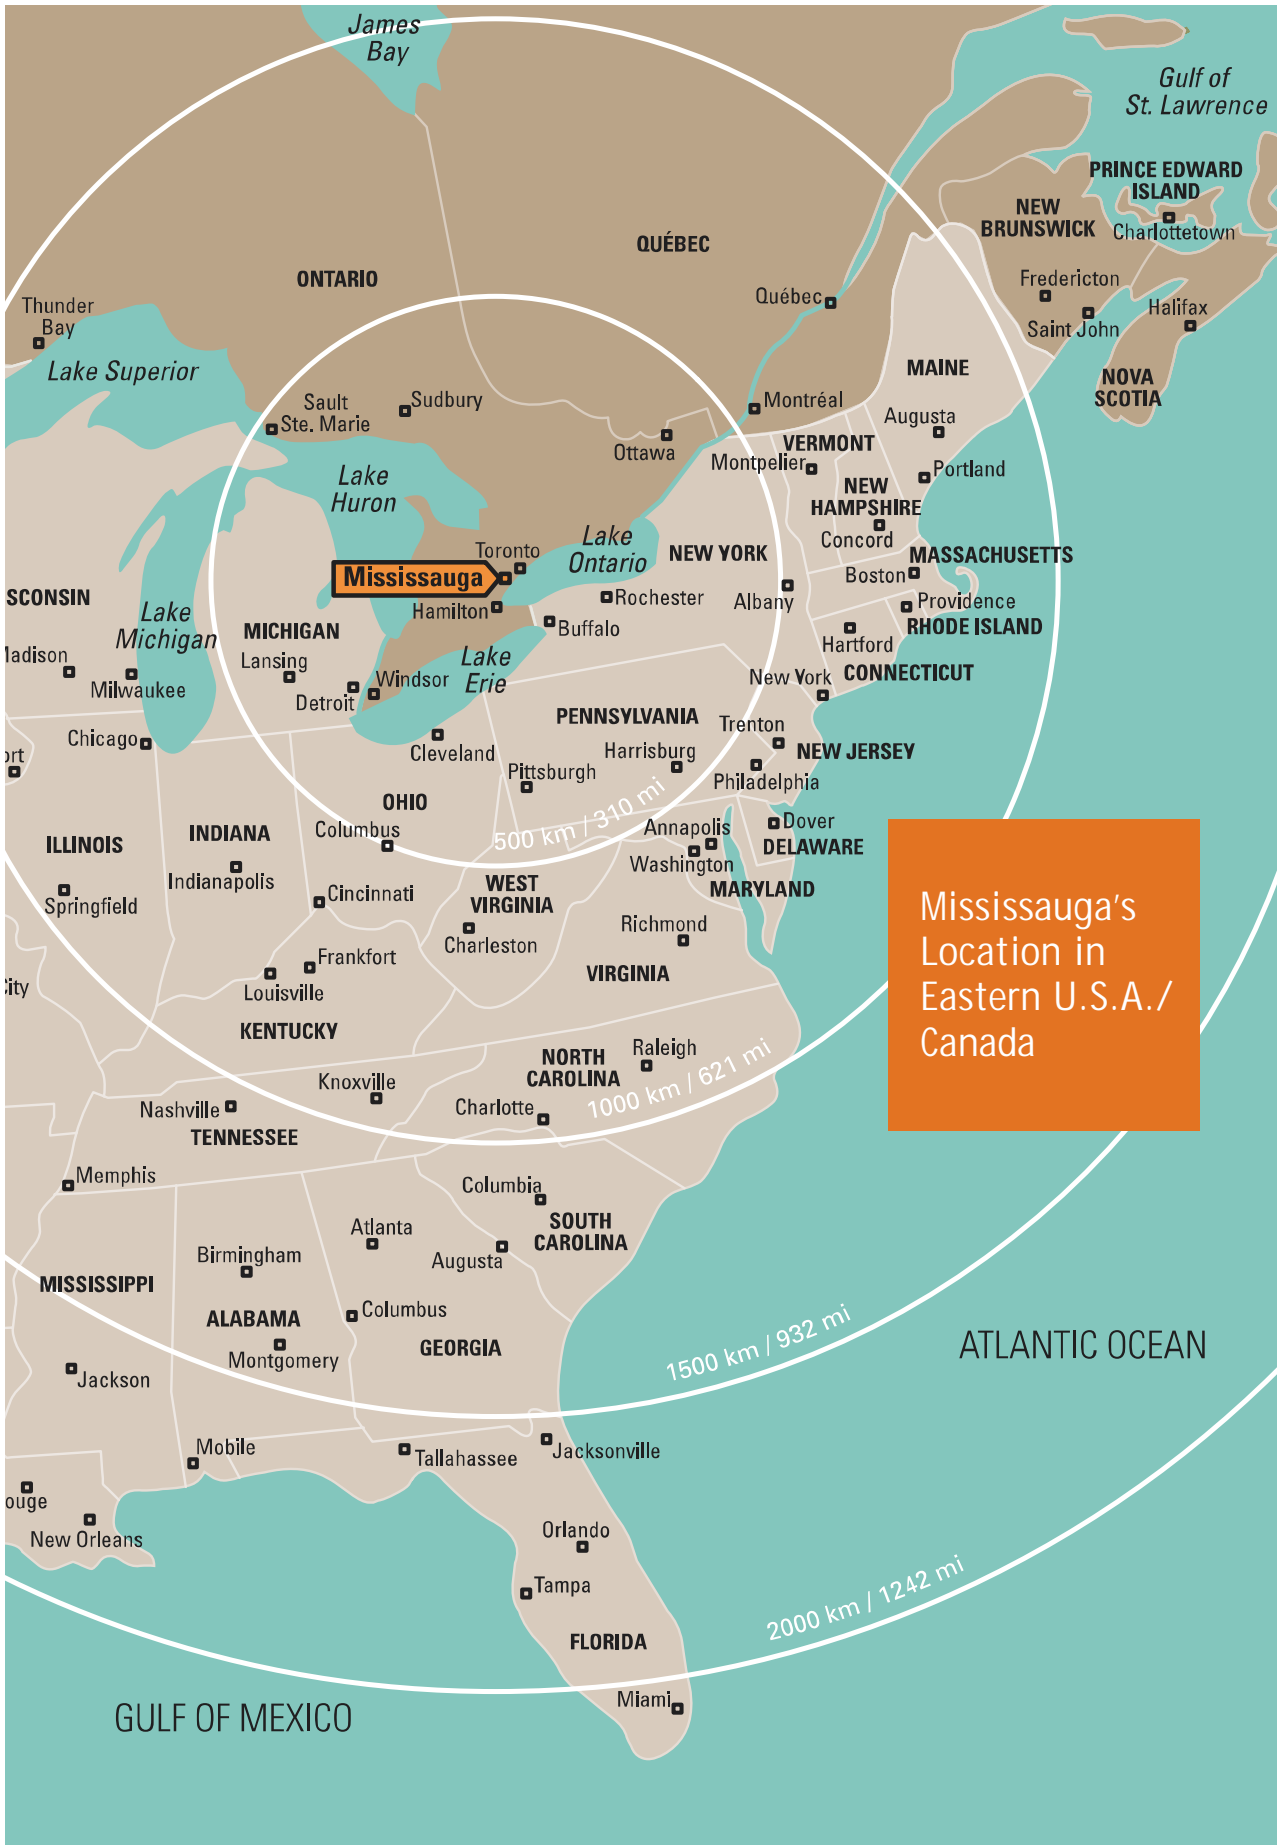 James
Bay
Gulf of
St. Lawrence
PRINCE EDWARD
ISLAND
NEW
BRUNSWICK
Charlottetown
QUÉBEC
ONTARIO
Fredericton
Québec
Thunder
Bay
Halifax
Saint John
Lake Superior
MAINE
NOVA
SCOTIA
Sault
Ste. Marie
Sudbury
Montréal
Augusta
Ottawa
VERMONT
Montpelier
Portland
Lake
Huron
NEW
HAMPSHIRE
Concord
Lake
Ontario
Toronto
NEW YORK
MASSACHUSETTS
Mississauga
Boston
SCONSIN
Hamilton
Rochester
Albany
Providence
Lake
Michigan
MICHIGAN
Buffalo
RHODE ISLAND
Hartford
adison
Lansing
Lake
Erie
CONNECTICUT
Milwaukee
Detroit
Windsor
New York
PENNSYLVANIA
Trenton
Chicago
Cleveland
Harrisburg
NEW JERSEY
ort
Pittsburgh
Philadelphia
OHIO
500 km / 310 mi
ILLINOIS
INDIANA
Columbus
Annapolis
Dover
DELAWARE
Washington
Indianapolis
WEST
VIRGINIA
MARYLAND
Springfield
Cincinnati
Mississauga's
Location in
Eastern U.S.A./
Canada
Richmond
Charleston
Frankfort
VIRGINIA
City
Louisville
KENTUCKY
NORTH
CAROLINA
Raleigh
1000 km / 621 mi
Knoxville
Nashville
Charlotte
TENNESSEE
Memphis
Columbia
SOUTH
CAROLINA
Atlanta
Birmingham
Augusta
MISSISSIPPI
ALABAMA
Columbus
GEORGIA
Montgomery
Jackson
1500 km / 932 mi
ATLANTIC OCEAN
Mobile
Tallahassee
Jacksonville
ouge
New Orleans
Orlando
Tampa
2000 km / 1242 mi
FLORIDA
Miami
GULF OF MEXICO